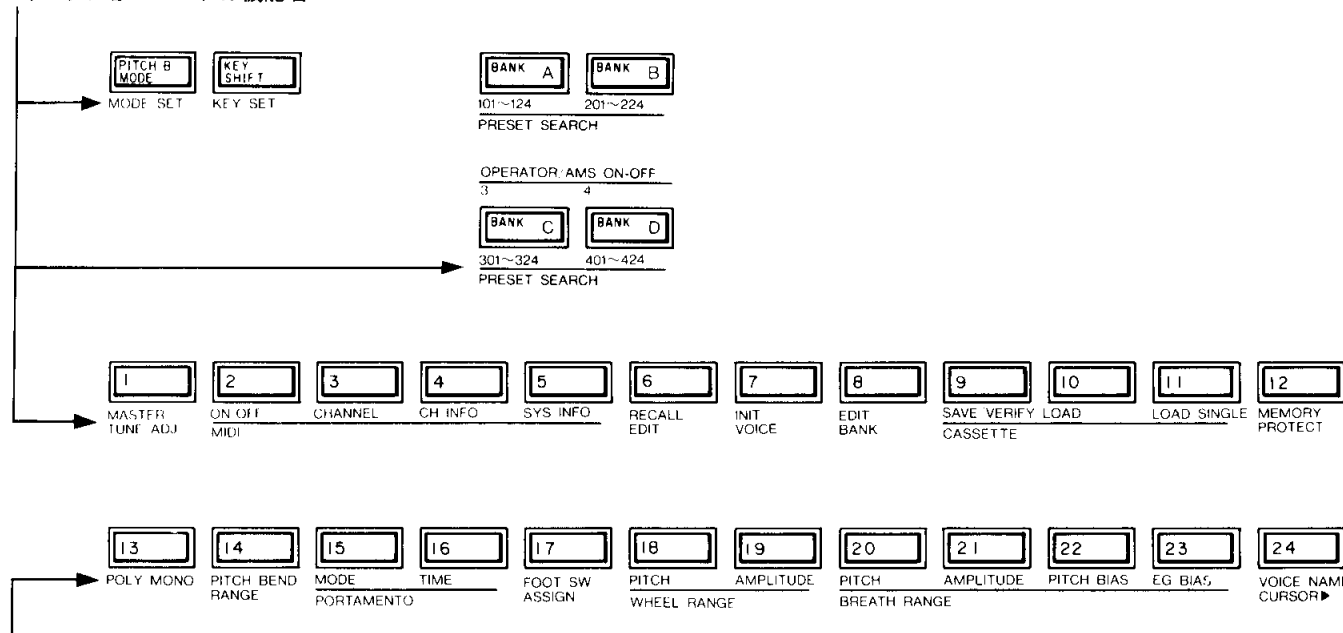 PITCH B KEY BANK A BANK B
MODE SHIFT
MODE SET KEY SET 101~124 201~224
PRESET SEARCH
OPERATOR/AMS ON-OFF
3 4
BANK C BANK D
301~324 401~424
PRESET SEARCH
1 2 3 4 5 6 7 8 9 10 11 12
MASTER ON OFF CHANNEL CH INFO SYS INFO RECALL INIT EDIT SAVE/VERIFY LOAD LOAD SINGLE MEMORY
TUNE ADJ MIDI EDIT VOICE BANK CASSETTE PROTECT
13 14 15 16 17 18 19 20 21 22 23 24
POLY MONO PITCH BEND MODE TIME FOOT SW PITCH AMPLITUDE PITCH AMPLITUDE PITCH BIAS EG BIAS VOICE NAM
RANGE PORTAMENTO ASSIGN WHEEL RANGE BREATH RANGE CURSOR▶